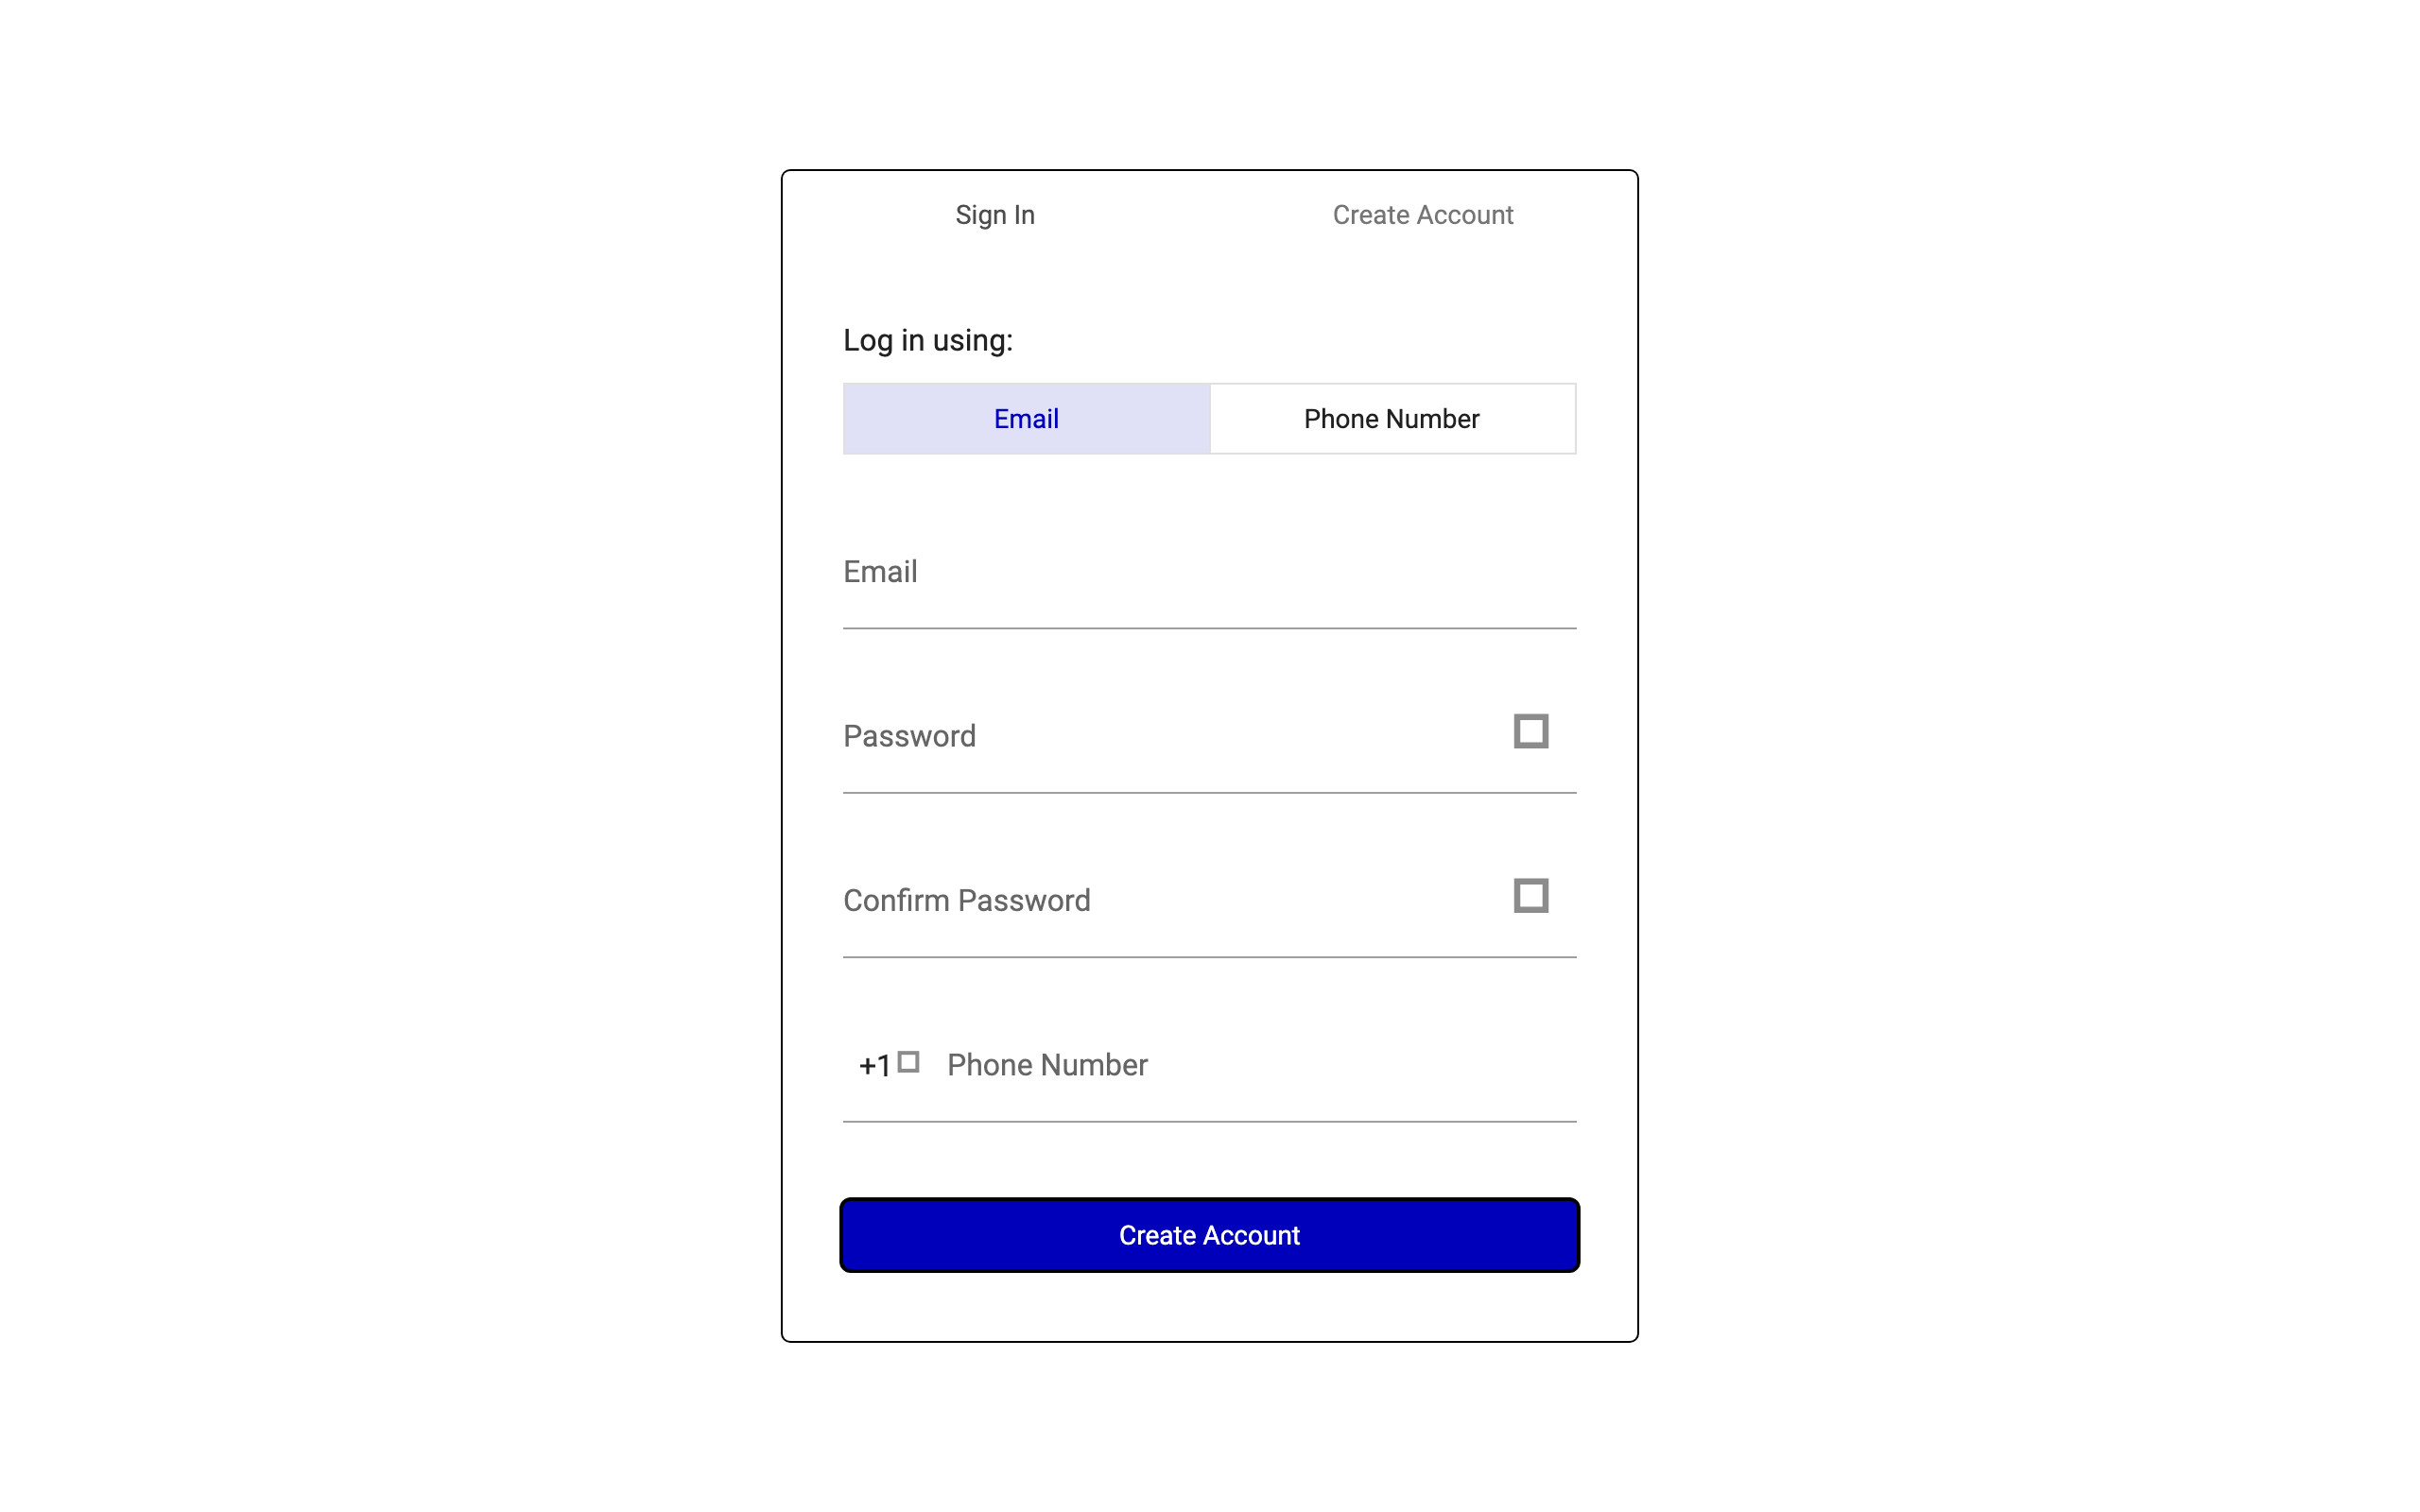 Sign In Create Account
Log in using:
Email Phone Number
Email
Password
Confirm Password
+1 Phone Number
Create Account